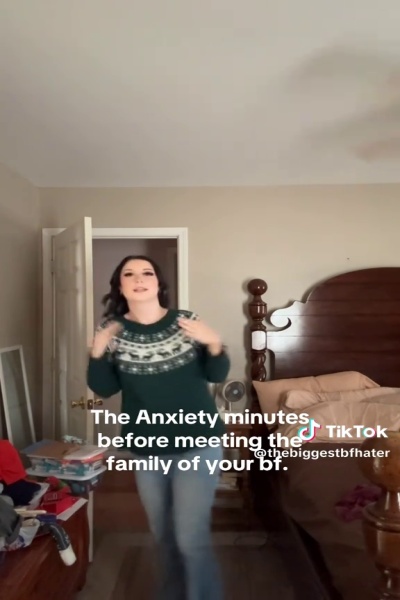 The Anxiety minutes
before meeting the
family of your bf.
TikTok
@thebiggestbfhater